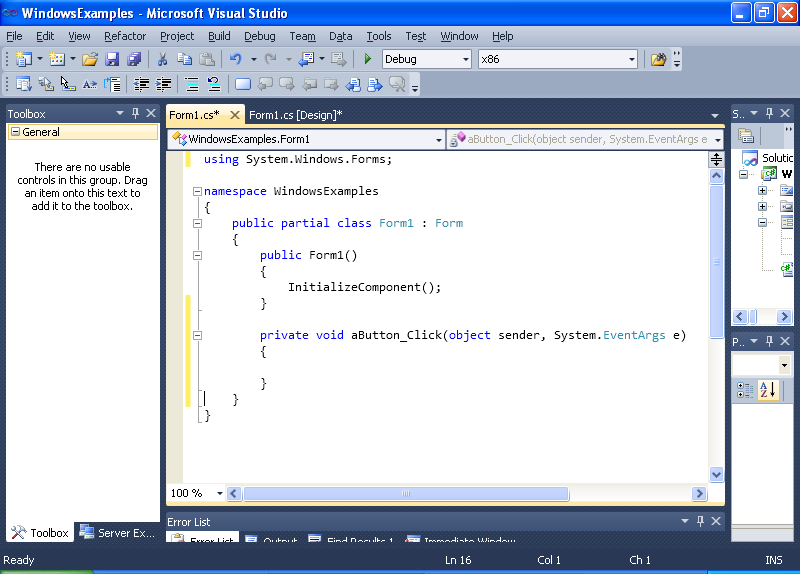 WindowsExamples - Microsoft Visual Studio
File Edit View Refactor Project Build Debug Team Data Tools Test Window Help
Debug x86
Toolbox
General
There are no usable
controls in this group. Drag
an item onto this text to
add it to the toolbox.
Form1.cs* Form1.cs [Design]*
WindowsExamples.Form1 aButton_Click(object sender, System.EventArgs e
using System.Windows.Forms;
namespace WindowsExamples
{
public partial class Form1 : Form
{
public Form1()
{
InitializeComponent();
}
private void aButton_Click(object sender, System.EventArgs e)
{
}
}
}
100 %
S..
Solutic
W
P..
Toolbox Server Ex...
Error List
Error List Output Find Results 1 Immediate Window
Ready Ln 16 Col 1 Ch 1 INS